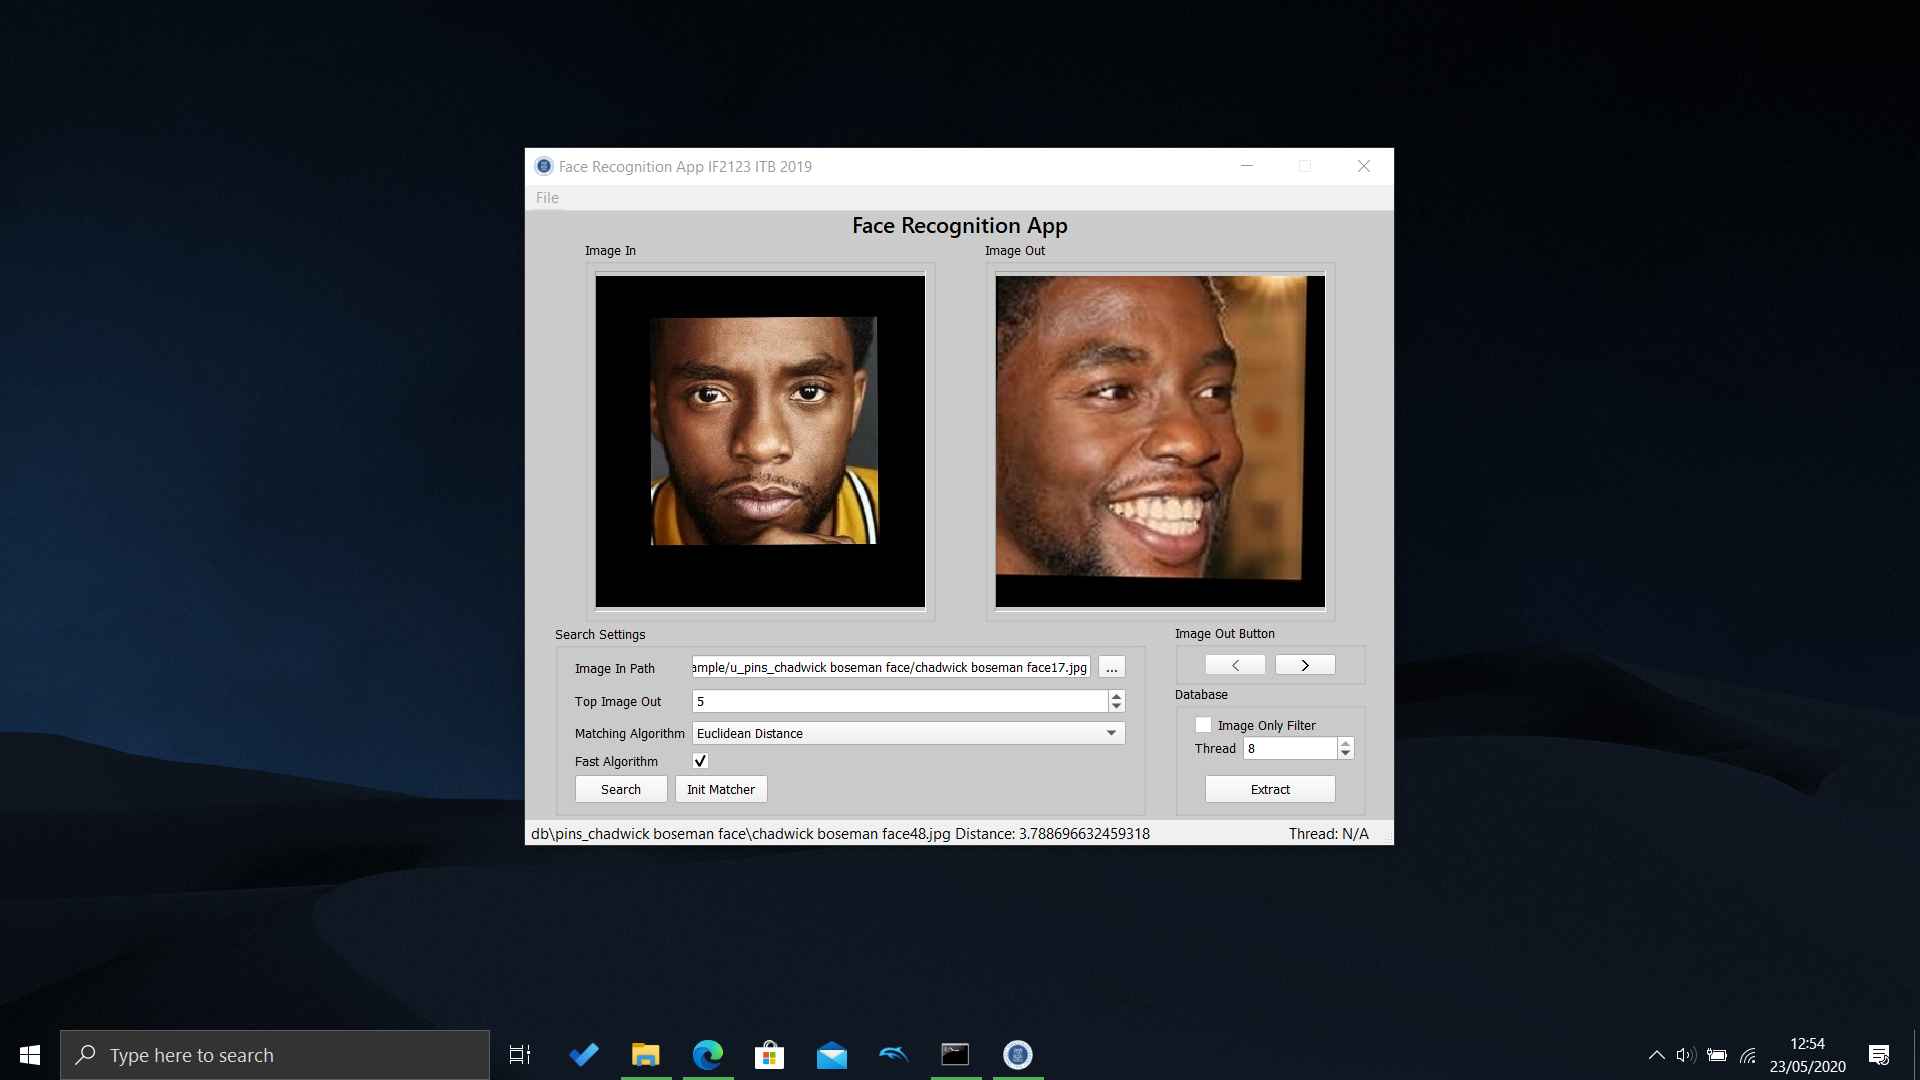 Face Recognition App IF2123 ITB 2019
File
Face Recognition App
Image In
Image Out
Search Settings
Image Out Button
Image In Path
ample/u_pins_chadwick boseman face/chadwick boseman face17.jpg
...
<
>
Top Image Out
5
Database
Matching Algorithm
Euclidean Distance
Image Only Filter
Fast Algorithm
Thread
8
Search
Init Matcher
Extract
db\pins_chadwick boseman face\chadwick boseman face48.jpg Distance: 3.788696632459318
Thread: N/A
Type here to search
12:54
23/05/2020